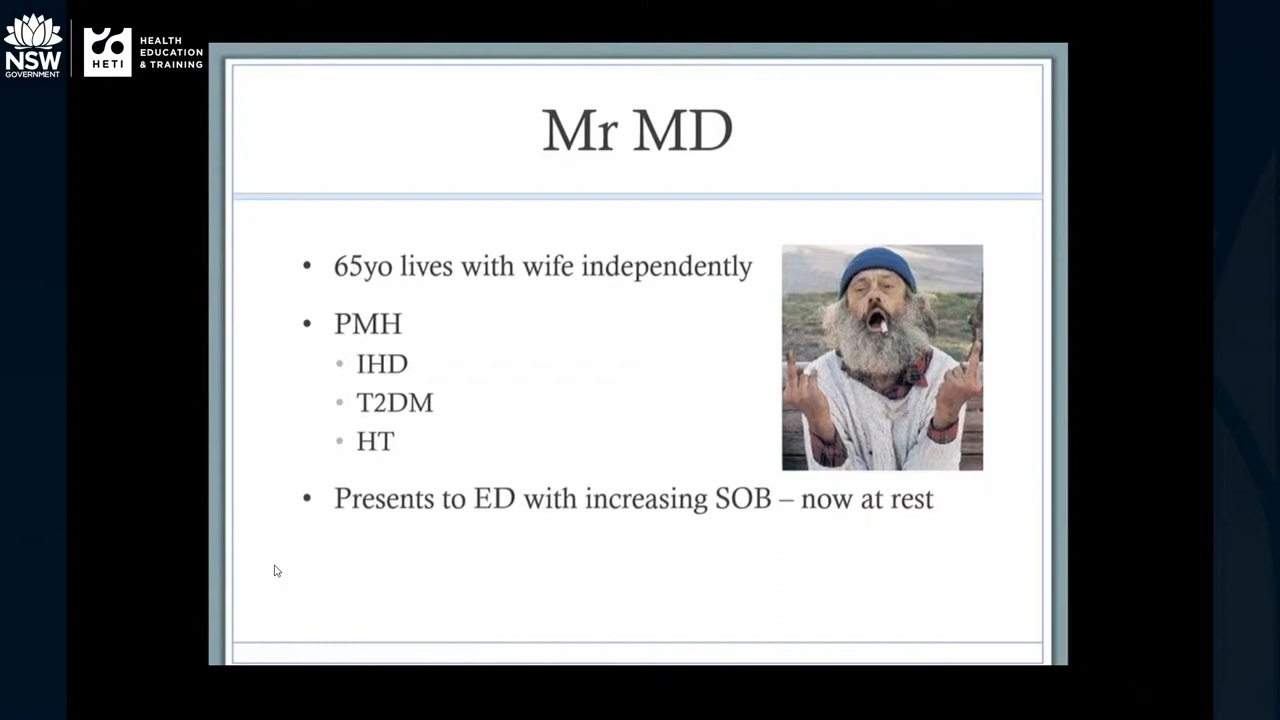 NSW
GOVERNMENT
HETI
HEALTH
EDUCATION
& TRAINING
Mr MD
• 65yo lives with wife independently
• PMH
• IHD
• T2DM
• HT
• Presents to ED with increasing SOB – now at rest